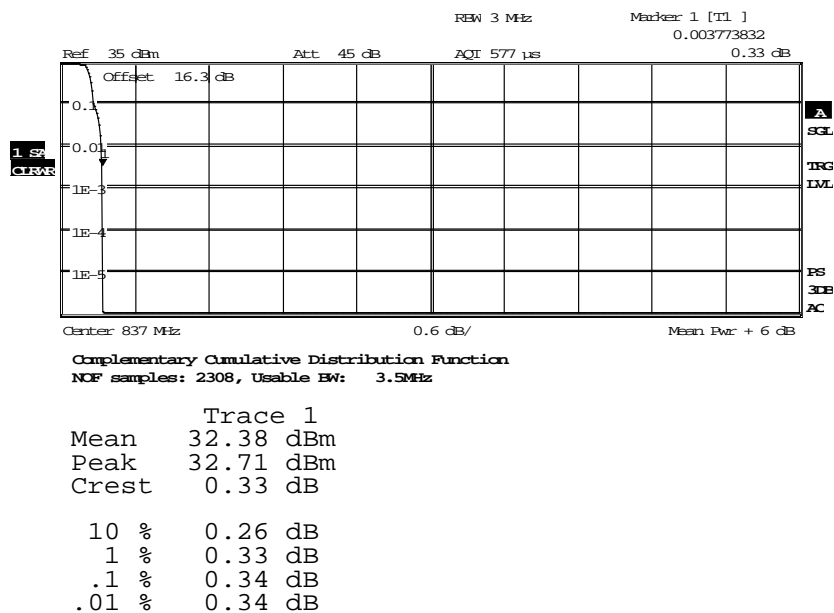 RBW 3 MHz
Marker 1 [T1 ]
0.003773832
Ref 35 dBm
Att 45 dB
AQT 577 µs
0.33 dB
Offset 16.3 dB
0.1
A
SGL
1 SA
0.01
1
CLRWR
TRG
1E-3
LVL
1E-4
1E-5
PS
3DB
AC
Center 837 MHz
0.6 dB/
Mean Pwr + 6 dB
Complementary Cumulative Distribution Function
NOF samples: 2308, Usable BW: 3.5MHz
Trace 1
Mean 32.38 dBm
Peak 32.71 dBm
Crest 0.33 dB
10 % 0.26 dB
1 % 0.33 dB
.1 % 0.34 dB
.01 % 0.34 dB